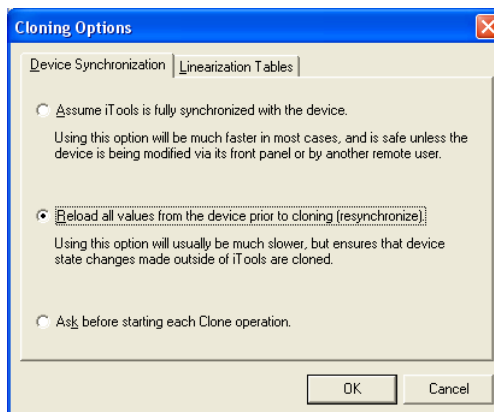 Cloning Options
Device Synchronization
Linearization Tables
Assume iTools is fully synchronized with the device.
Using this option will be much faster in most cases, and is safe unless the
device is being modified via its front panel or by another remote user.
Reload all values from the device prior to cloning (resynchronize).
Using this option will usually be much slower, but ensures that device
state changes made outside of iTools are cloned.
Ask before starting each Clone operation.
OK
Cancel